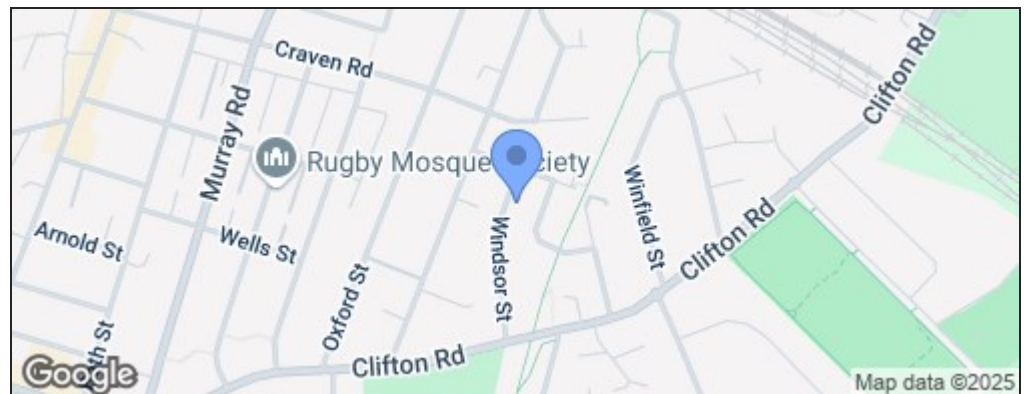 Craven Rd
Clifton Rd
Murray Rd
Rugby Mosque Society
Arnold St
Wells St
Oxford St
Windsor St
Winfield St
Clifton Rd
Clifton Rd
Google
Map data ©2025